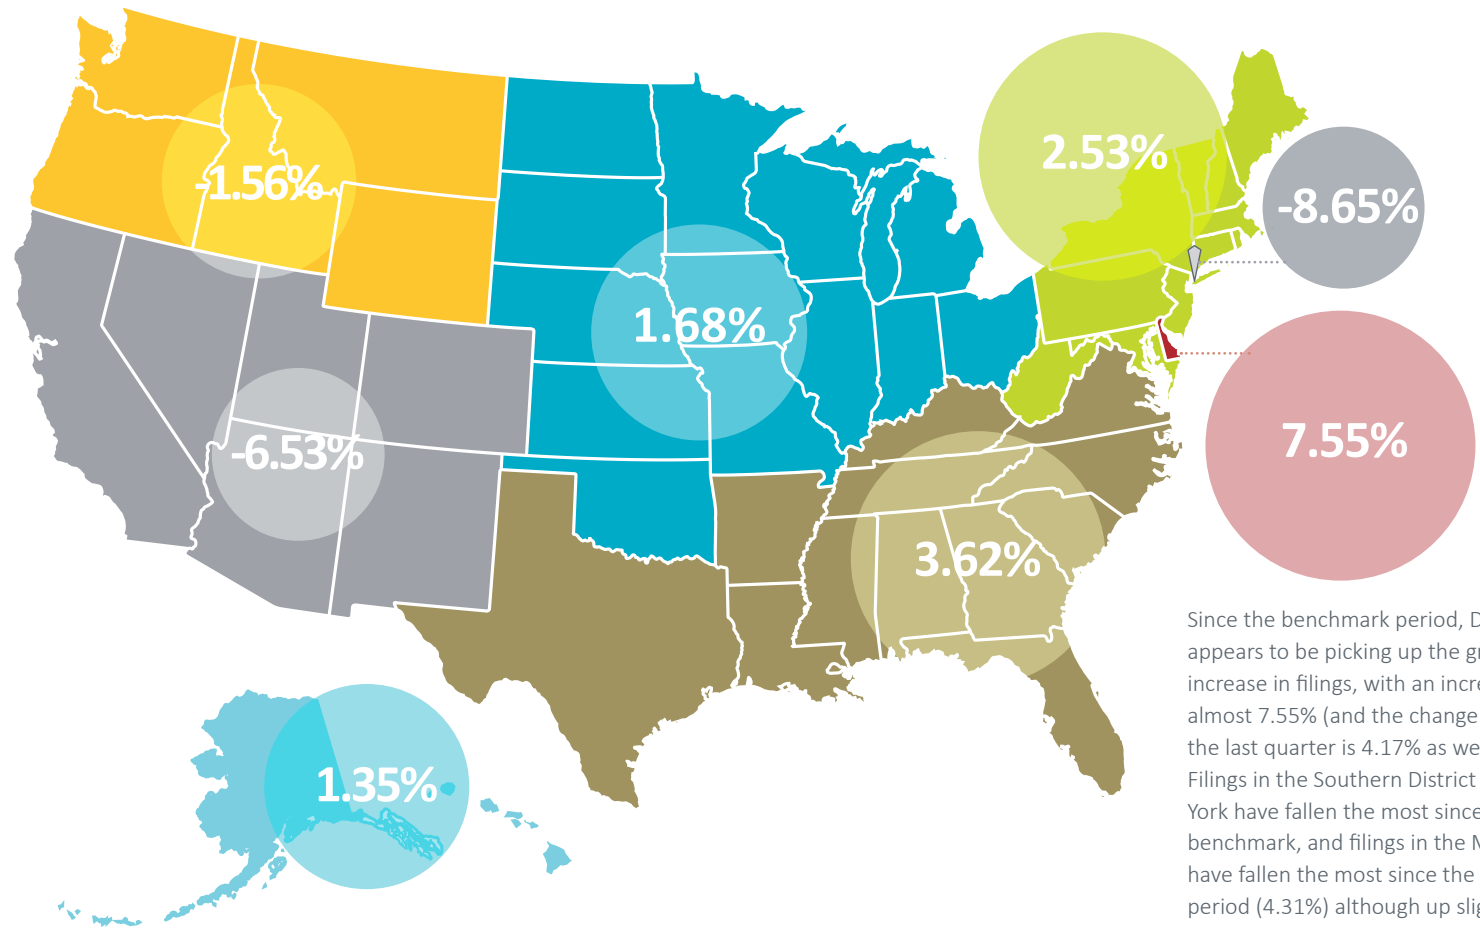 -1.56%
2.53%
-8.65%
1.68%
7.55%
-6.53%
3.62%
1.35%
Since the benchmark period,
appears to be picking up the
increase in filings, with an
almost 7.55% (and the change
the last quarter is 4.17% as
Filings in the Southern District
York have fallen the most since
benchmark, and filings in the
have fallen the most since the
period (4.31%) although up